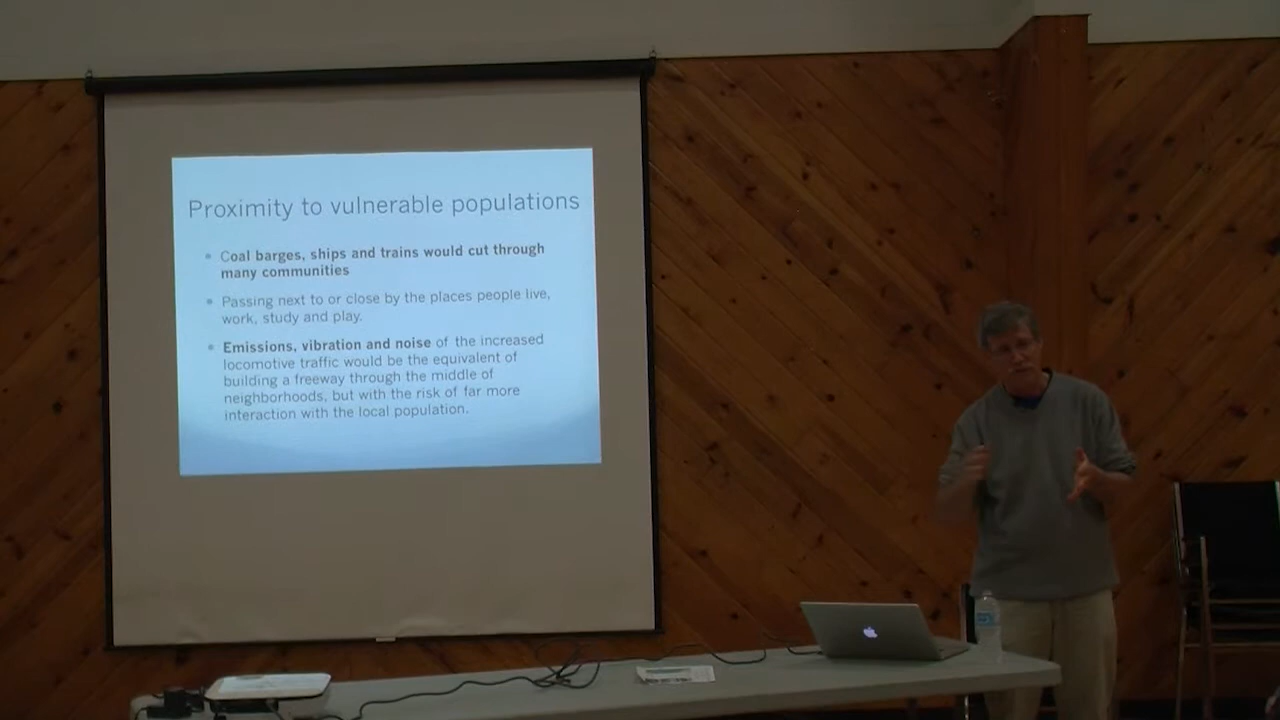 Proximity to vulnerable populations
Coal barges, ships and trains would cut through
many communities
Passing next to or close by the places people live,
work, study and play.
Emissions, vibration and noise of the increased
locomotive traffic would be the equivalent of
building a freeway through the middle of
neighborhoods, but with the risk of far more
interaction with the local population.